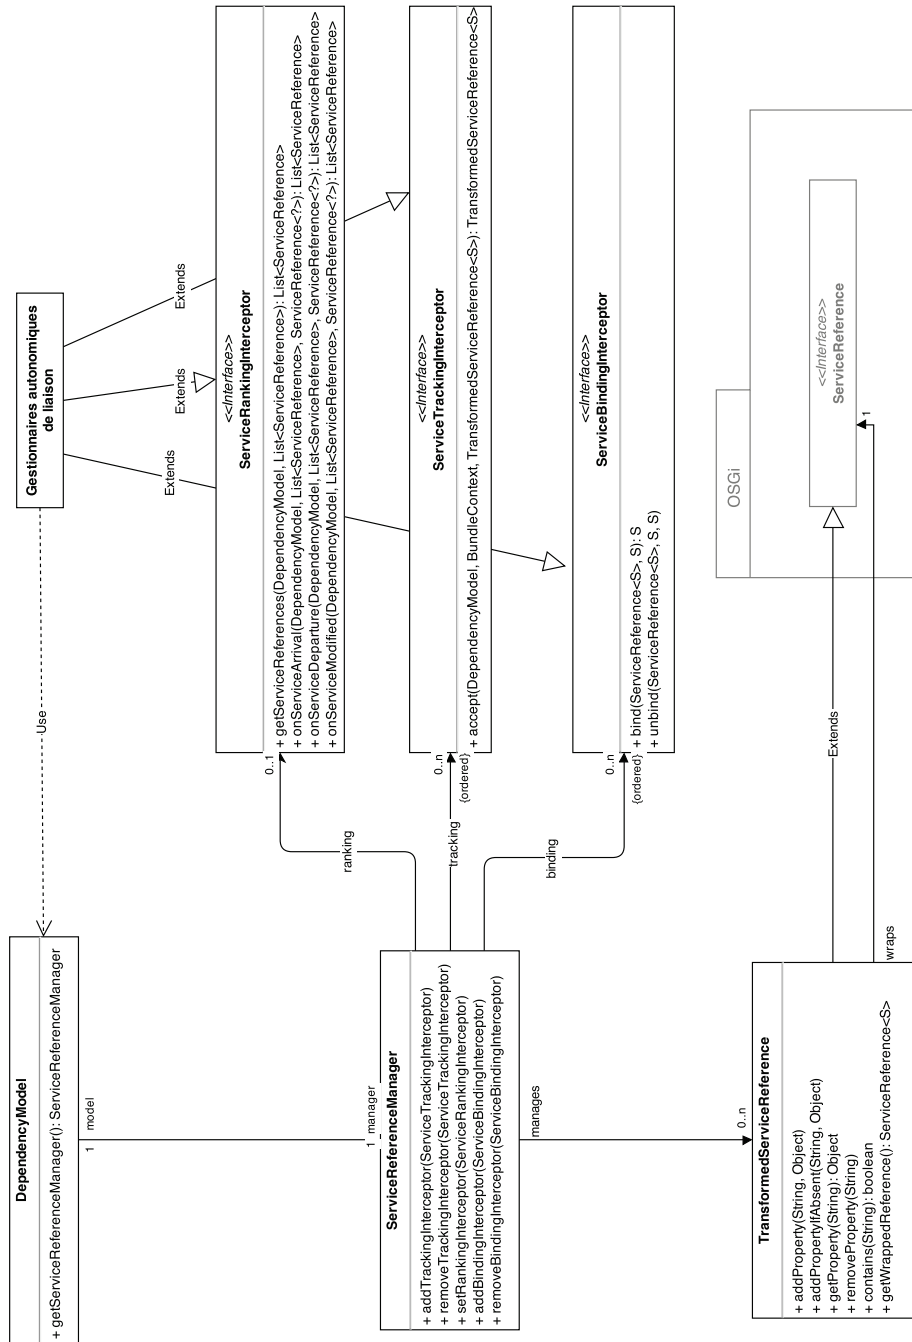 DependencyModel
+ getServiceReferenceManager(): ServiceReferenceManager
Use
Gestionnaires autonomiques
de liaison
Extends
Extends
Extends
1
model
1
manager
ServiceReferenceManager
+ addTrackingInterceptor(ServiceTrackingInterceptor)
+ removeTrackingInterceptor(ServiceTrackingInterceptor)
+ setRankingInterceptor(ServiceRankingInterceptor)
+ addBindingInterceptor(ServiceBindingInterceptor)
+ removeBindingInterceptor(ServiceBindingInterceptor)
ranking
0..1
tracking
0..n
{ordered}
binding
0..n
{ordered}
<<Interface>>
ServiceRankingInterceptor
+ getServiceReferences(DependencyModel, List<ServiceReference>): List<ServiceReference>
+ onServiceArrival(DependencyModel, List<ServiceReference>, ServiceReference<?>): List<ServiceReference>
+ onServiceDeparture(DependencyModel, List<ServiceReference>, ServiceReference<?>): List<ServiceReference>
+ onServiceModified(DependencyModel, List<ServiceReference>, ServiceReference<?>): List<ServiceReference>
<<Interface>>
ServiceTrackingInterceptor
+ accept(DependencyModel, BundleContext, TransformedServiceReference<S>): TransformedServiceReference<S>
<<Interface>>
ServiceBindingInterceptor
+ bind(ServiceReference<S>, S): S
+ unbind(ServiceReference<S>, S, S)
manages
0..n
TransformedServiceReference
+ addProperty(String, Object)
+ addPropertyIfAbsent(String, Object)
+ getProperty(String): Object
+ removeProperty(String)
+ contains(String): boolean
+ getWrappedReference(): ServiceReference<S>
Extends
wraps
1
OSGi
<<Interface>>
ServiceReference